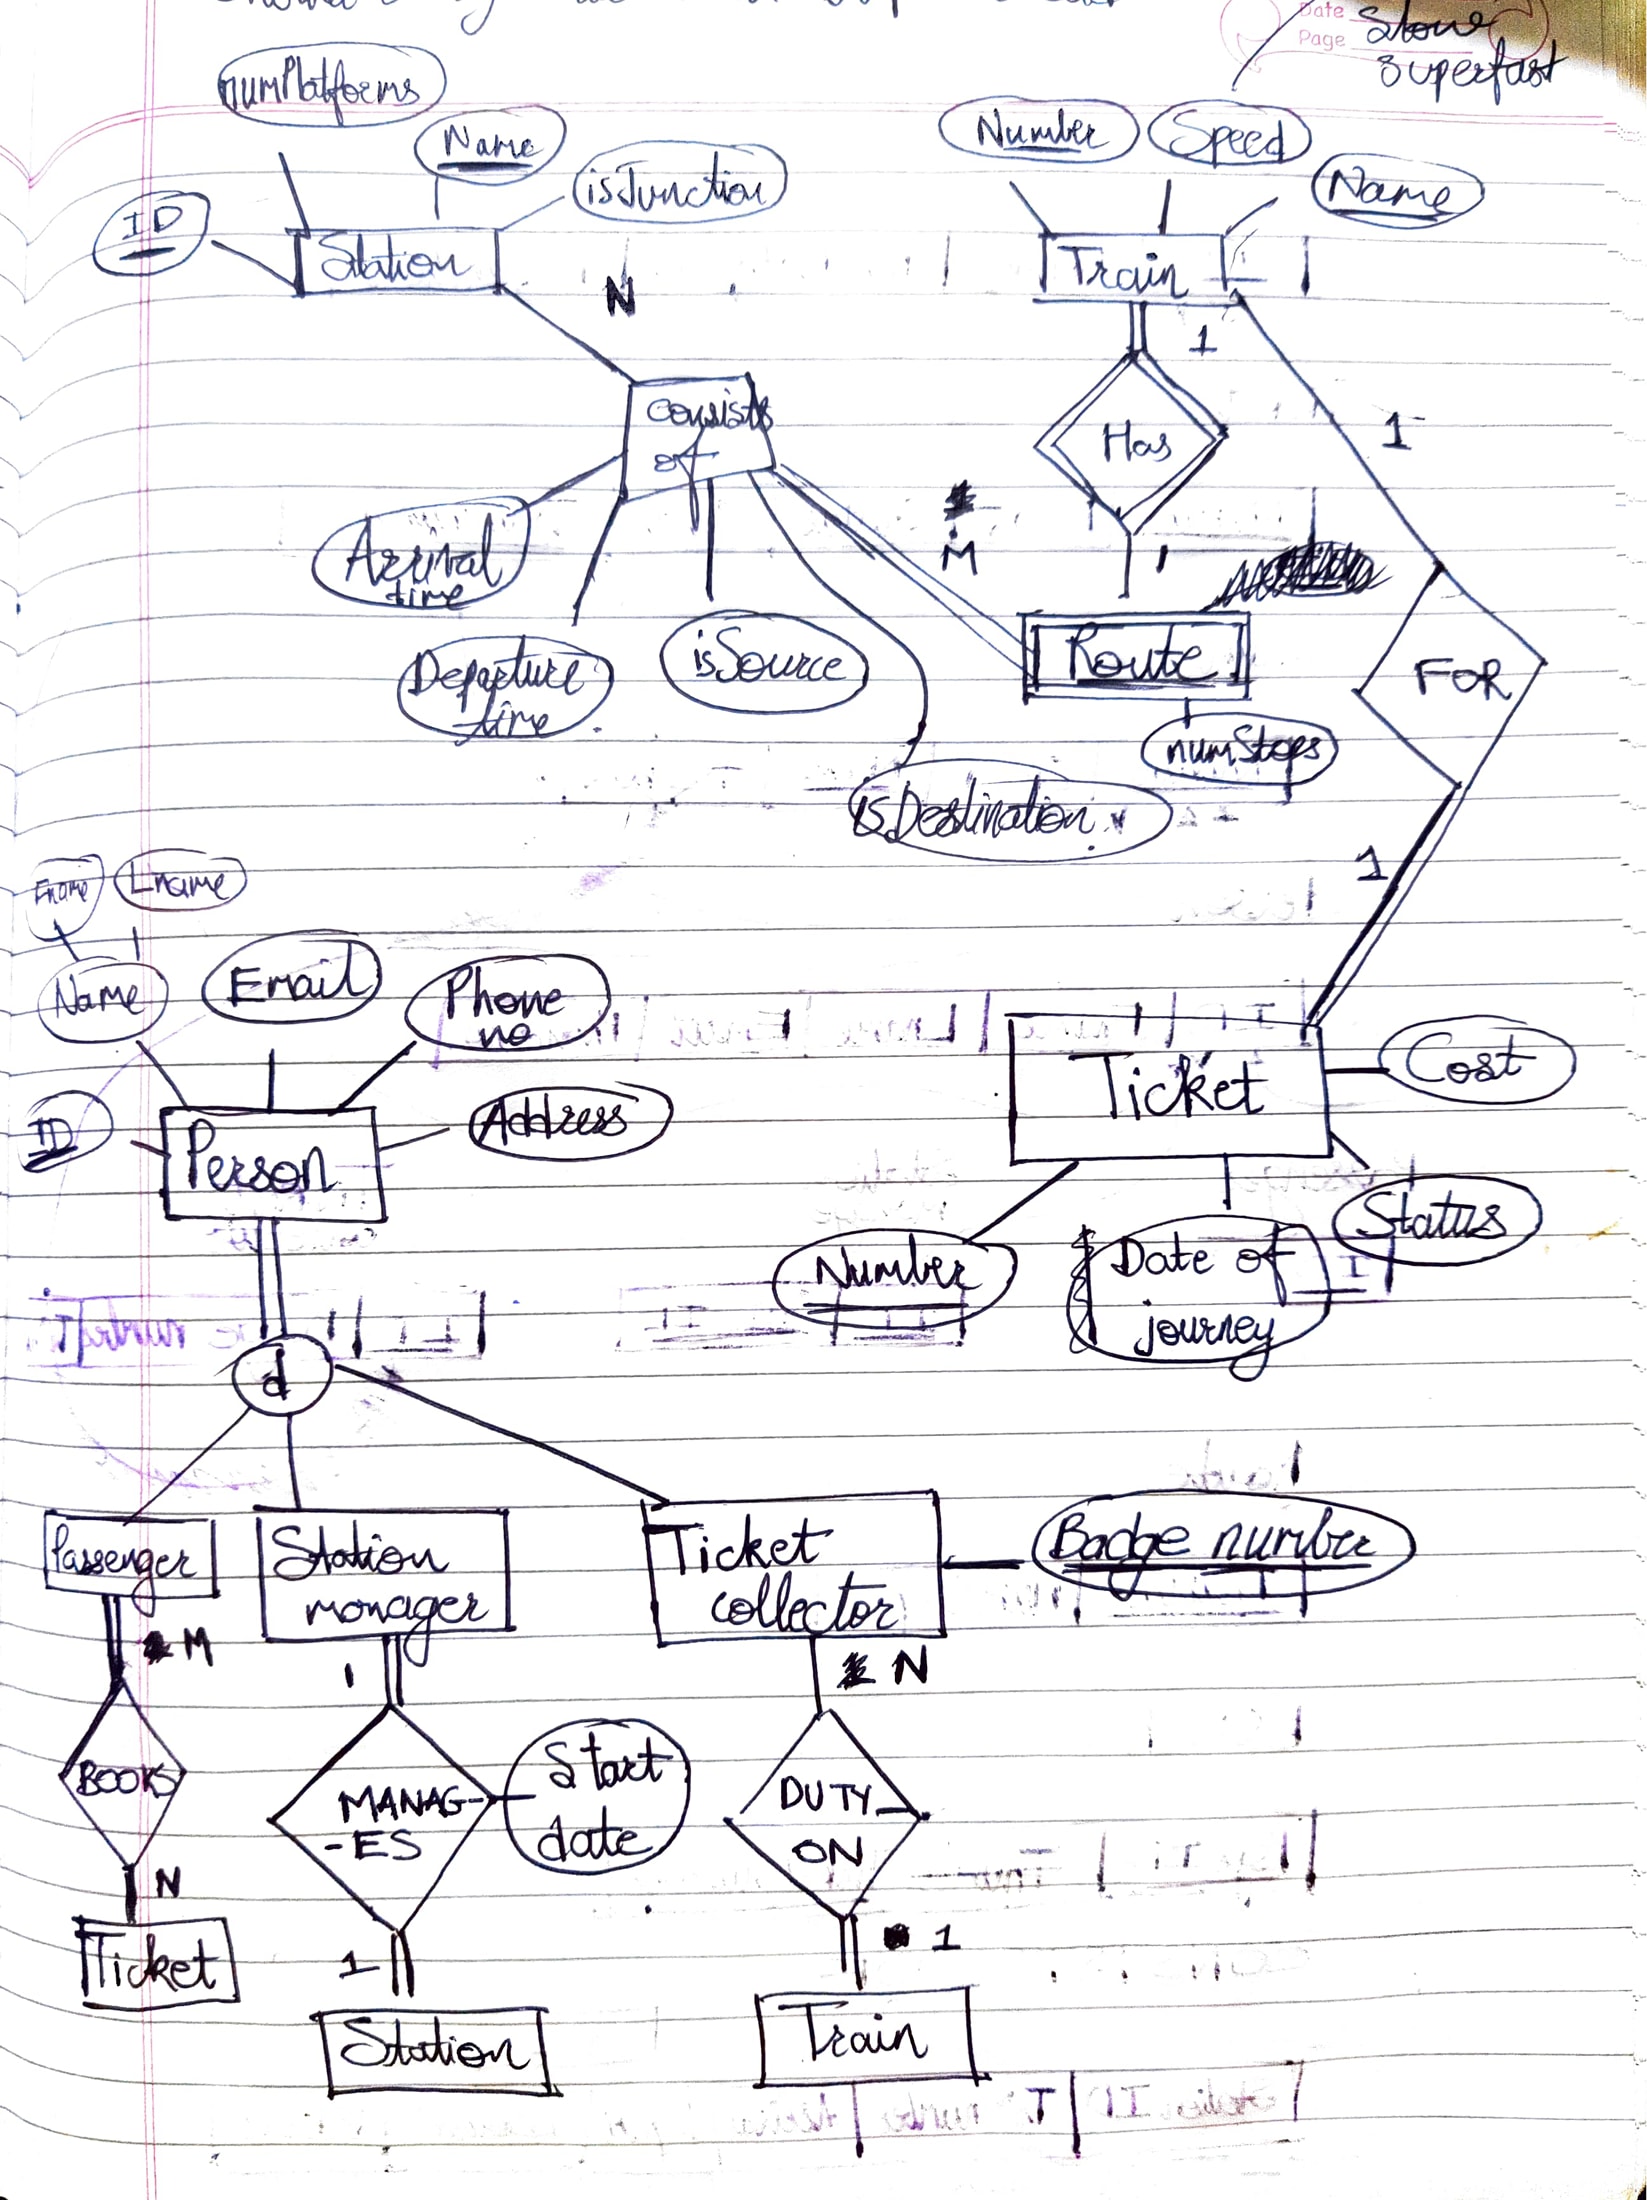 Date
Page
Slow
superfast
numPlatforms
Name
isJunction
ID
Station
Number
Speed
Name
Train
N
1
consists
of
Has
1
M
1
Arrival
time
Departure
time
isSource
Route
numStops
isDestination
FOR
1
Fname
Lname
Name
Email
Phone
no
ID
Address
Person
Ticket
Cost
Status
Number
Date of
journey
d
Passenger
Station
manager
Ticket
collector
Badge number
M
1
N
BOOKS
MANAG-
-ES
Start
date
DUTY
ON
N
1
1
Ticket
Station
Train